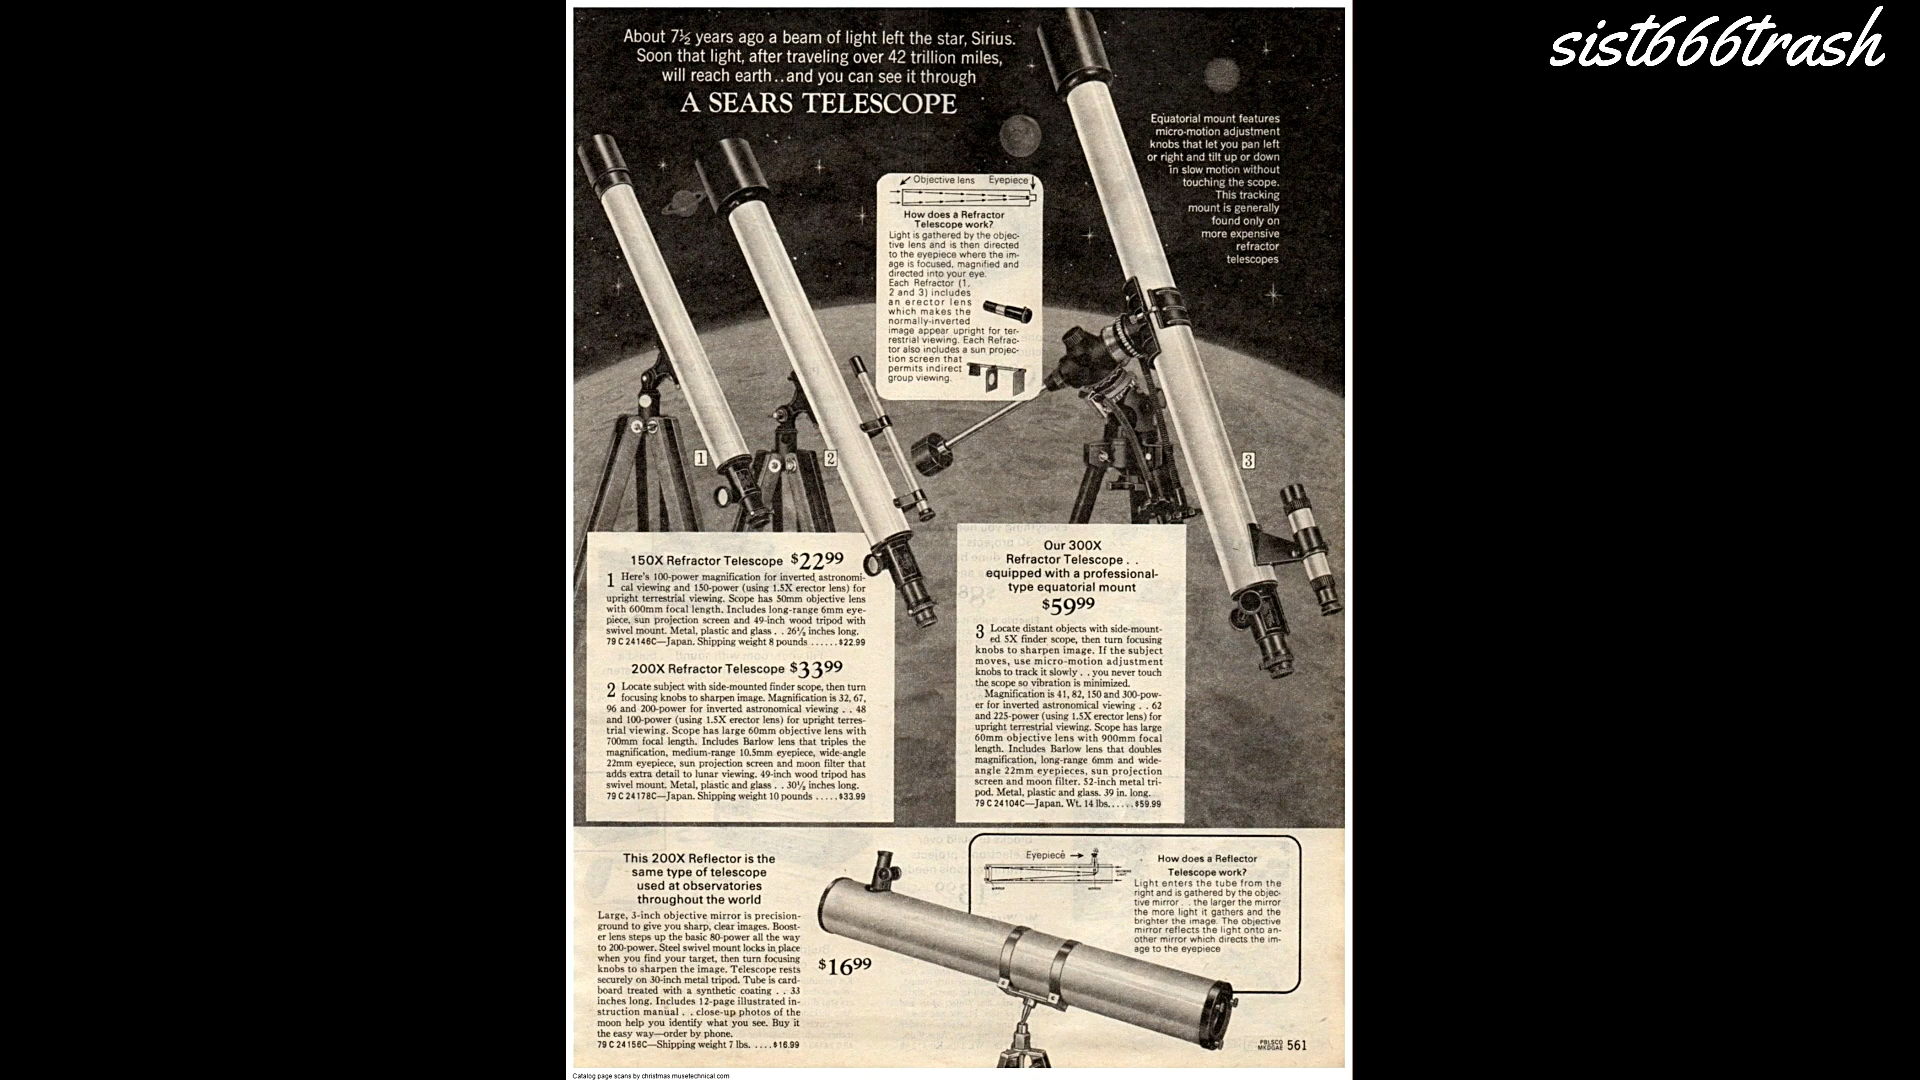 sist666trash
About 7½ years ago a beam of light left the star, Sirius.
Soon that light, after traveling over 42 trillion miles,
will reach earth..and you can see it through
A SEARS TELESCOPE
Equatorial mount features
micro-motion adjustment
knobs that let you pan left
or right and tilt up or down
in slow motion without
touching the scope.
This tracking
mount is generally
found only on
more expensive
refractor
telescopes
Objective lens Eyepiece
How does a Refractor
Telescope work?
Light is gathered by the objec-
tive lens and is then directed
to the eyepiece where the im-
age is focused, magnified and
directed into your eye.
Each Refractor (1,
2 and 3) includes
an erector lens
which makes the
normally-inverted
image appear upright for ter-
restrial viewing. Each Refrac-
tor also includes a sun projec-
tion screen that
permits indirect
group viewing.
1
2
3
150X Refractor Telescope $22.99
1 Here's 100-power magnification for inverted astronomi-
cal viewing and 150-power (using 1.5X erector lens) for
upright terrestrial viewing. Scope has 50mm objective lens
with 600mm focal length. Includes long-range 6mm eye-
piece, sun projection screen and 49-inch wood tripod with
swivel mount. Metal, plastic and glass . . 26½ inches long.
79 C 24146C—Japan. Shipping weight 8 pounds ......$22.99
200X Refractor Telescope $33.99
2 Locate subject with side-mounted finder scope, then turn
focusing knobs to sharpen image. Magnification is 32, 67,
96 and 200-power for inverted astronomical viewing . . 48
and 100-power (using 1.5X erector lens) for upright terres-
trial viewing. Scope has large 60mm objective lens with
700mm focal length. Includes Barlow lens that triples the
magnification, medium-range 10.5mm eyepiece, wide-angle
22mm eyepiece, sun projection screen and moon filter that
adds extra detail to lunar viewing. 49-inch wood tripod has
swivel mount. Metal, plastic and glass . . 30½ inches long.
79 C 24178C—Japan. Shipping weight 10 pounds .....$33.99
Our 300X
Refractor Telescope . .
equipped with a professional-
type equatorial mount
$59.99
3 Locate distant objects with side-mount-
ed 5X finder scope, then turn focusing
knobs to sharpen image. If the subject
moves, use micro-motion adjustment
knobs to track it slowly . . you never touch
the scope so vibration is minimized.
Magnification is 41, 82, 150 and 300-pow-
er for inverted astronomical viewing . . 62
and 225-power (using 1.5X erector lens) for
upright terrestrial viewing. Scope has large
60mm objective lens with 900mm focal
length. Includes Barlow lens that doubles
magnification, long-range 6mm and wide-
angle 22mm eyepieces, sun projection
screen and moon filter. 52-inch metal tri-
pod. Metal, plastic and glass. 39 in. long.
79 C 24104C—Japan. Wt. 14 lbs......$59.99
This 200X Reflector is the
same type of telescope
used at observatories
throughout the world
Large, 3-inch objective mirror is precision-
ground to give you sharp, clear images. Boost-
er lens steps up the basic 80-power all the way
to 200-power. Steel swivel mount locks in place
when you find your target, then turn focusing
knobs to sharpen the image. Telescope rests
securely on 30-inch metal tripod. Tube is card-
board treated with a synthetic coating . . 33
inches long. Includes 12-page illustrated in-
struction manual . . close-up photos of the
moon help you identify what you see. Buy it
the easy way—order by phone.
79 C 24156C—Shipping weight 7 lbs. ....$16.99
$16.99
Eyepiece
How does a Reflector
Telescope work?
Light enters the tube from the
right and is gathered by the objec-
tive mirror . . the larger the mirror
the more light it gathers and the
brighter the image. The objective
mirror reflects the light onto an-
other mirror which directs the im-
age to the eyepiece
561
Catalog page scans by christmas.musetechnical.com